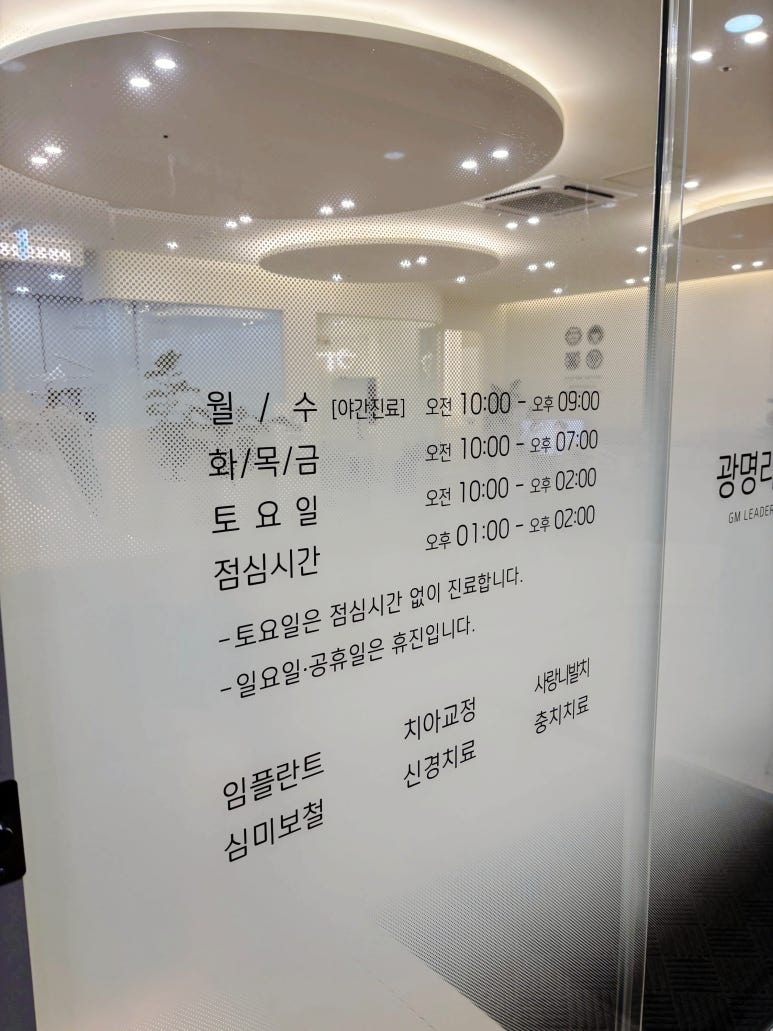 월 / 수 [야간진료] 오전 10:00 - 오후 09:00
화/목/금 오전 10:00 - 오후 07:00
토 요 일 오전 10:00 - 오후 02:00
점심시간 오후 01:00 - 오후 02:00
-토요일은 점심시간 없이 진료합니다.
-일요일·공휴일은 휴진입니다.
임플란트 치아교정 사랑니발치
심미보철 신경치료 충치치료
광명리
GM LEADER